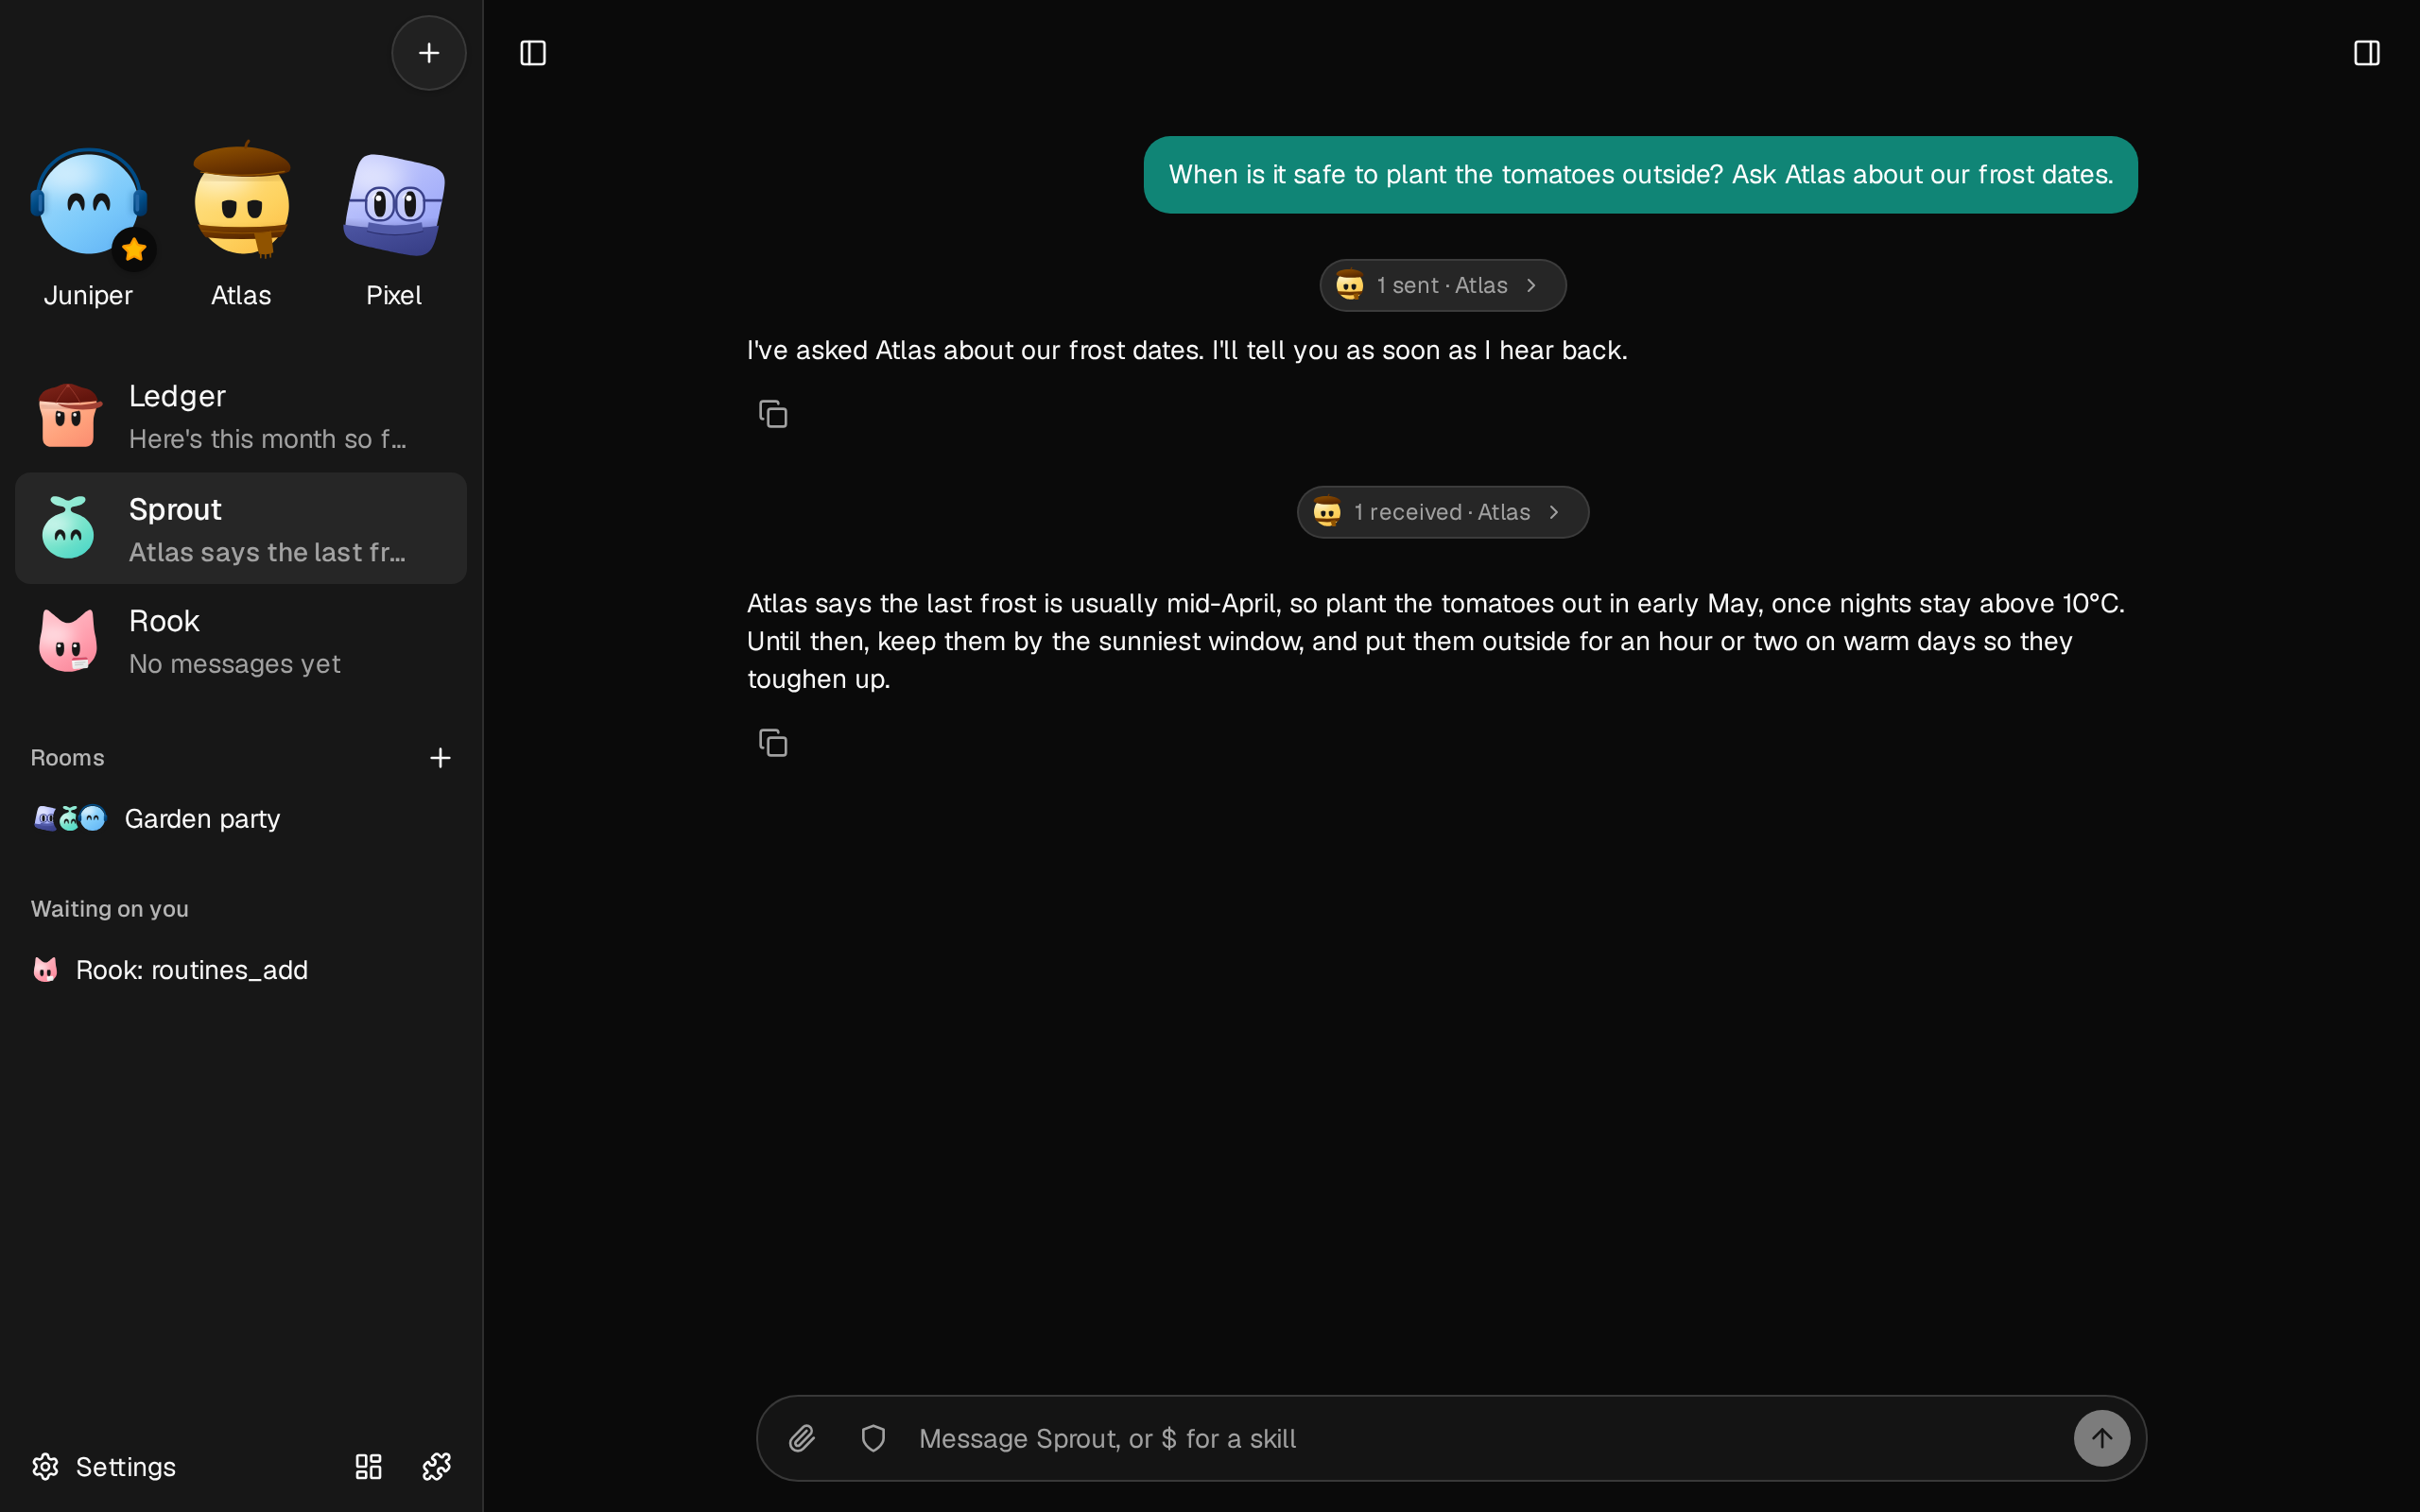 Juniper
Atlas
Pixel
Ledger
Here's this month so f...
Sprout
Atlas says the last fr...
Rook
No messages yet
Rooms
Garden party
Waiting on you
Rook: routines_add
Settings
When is it safe to plant the tomatoes outside? Ask Atlas about our frost dates.
1 sent · Atlas
I've asked Atlas about our frost dates. I'll tell you as soon as I hear back.
1 received · Atlas
Atlas says the last frost is usually mid-April, so plant the tomatoes out in early May, once nights stay above 10°C.
Until then, keep them by the sunniest window, and put them outside for an hour or two on warm days so they
toughen up.
Message Sprout, or $ for a skill